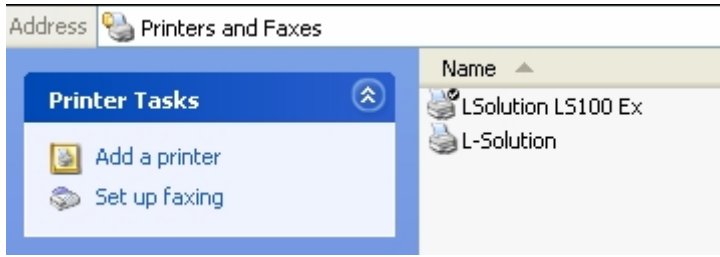 Address Printers and Faxes
Name
Printer Tasks
LSolution LS100 Ex
L-Solution
Add a printer
Set up faxing